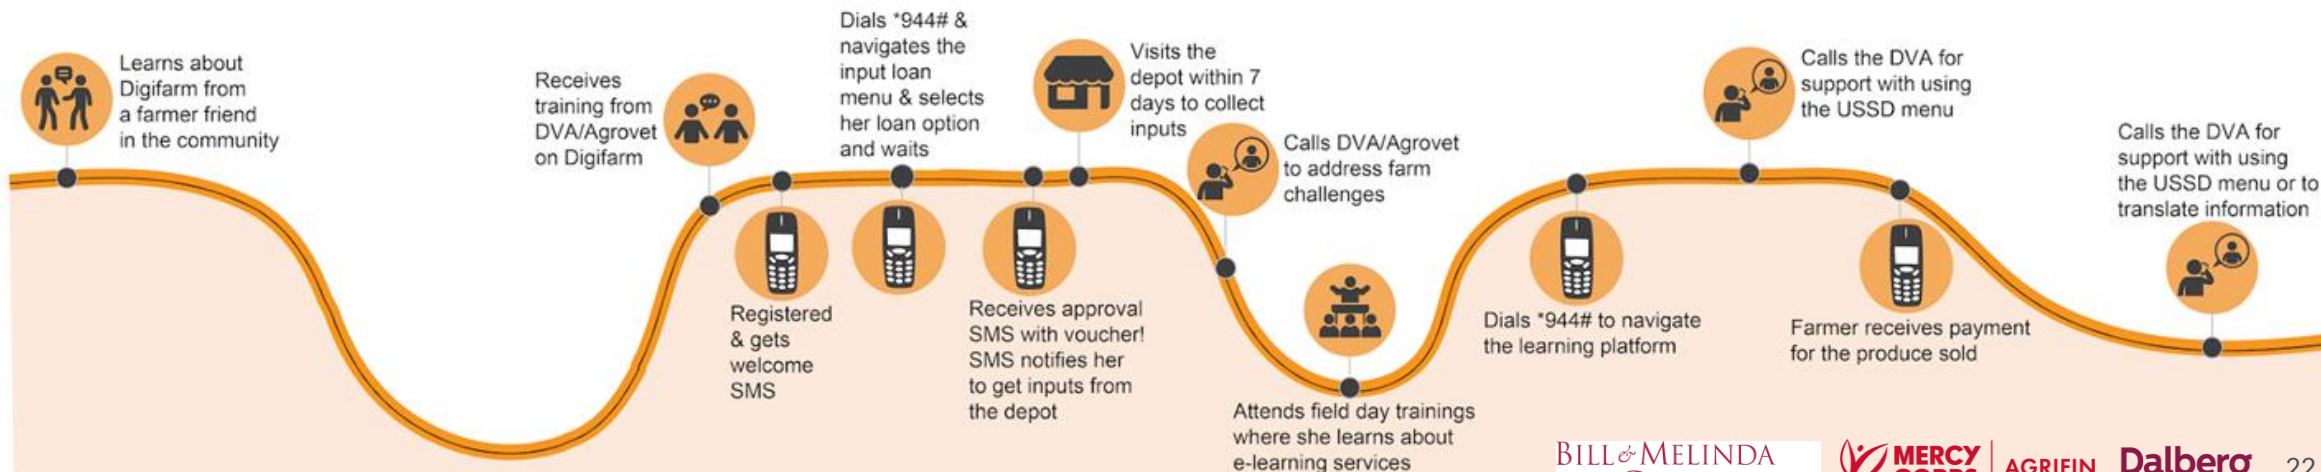 Learns about
Digifarm from
a farmer friend
in the community
Receives
training from
DVA/Agrovet
on Digifarm
Registered
& gets
welcome
SMS
Dials *944# &
navigates the
input loan
menu & selects
her loan option
and waits
Receives approval
SMS with voucher!
SMS notifies her
to get inputs from
the depot
Visits the
depot within 7
days to collect
inputs
Calls DVA/Agrovet
to address farm
challenges
Attends field day trainings
where she learns about
e-learning services
Dials *944# to navigate
the learning platform
Calls the DVA for
support with using
the USSD menu
Farmer receives payment
for the produce sold
Calls the DVA for
support with using
the USSD menu or to
translate information
BILL & MELINDA
MERCY
CORPS
AGRIFIN
Dalberg
22